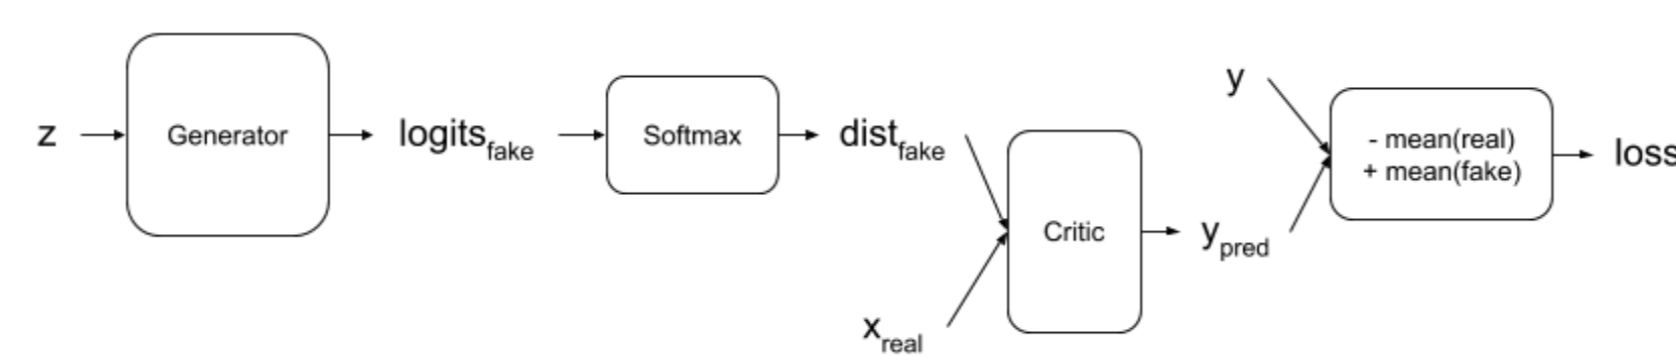 z
Generator
logits_fake
Softmax
dist_fake
x_real
Critic
y_pred
y
- mean(real)
+ mean(fake)
loss